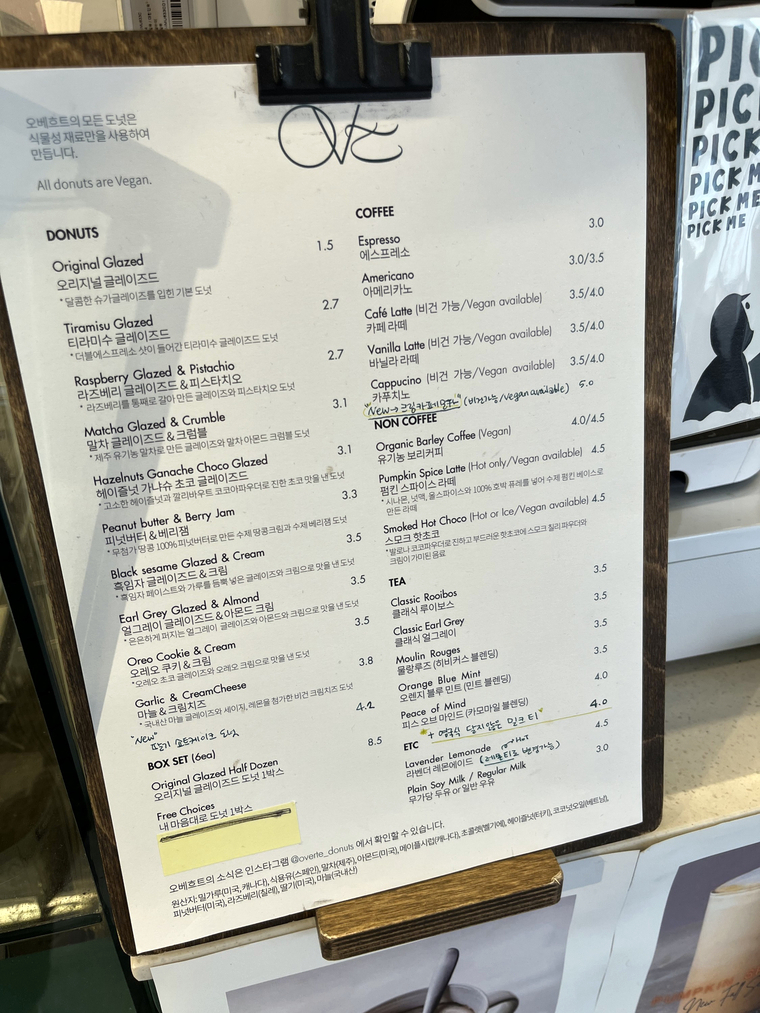 오베흐트의 모든 도넛은
식물성 재료만을 사용하여
만듭니다.
All donuts are Vegan.
DONUTS
Original Glazed 1.5
오리지널 글레이즈드
* 달콤한 슈가글레이즈를 입힌 기본 도넛
Tiramisu Glazed 2.7
티라미수 글레이즈드
* 더블에스프레소 샷이 들어간 티라미수 글레이즈드 도넛
Raspberry Glazed & Pistachio 2.7
라즈베리 글레이즈드 & 피스타치오
* 라즈베리를 통째로 갈아 만든 글레이즈와 피스타치오 도넛
Matcha Glazed & Crumble 3.1
말차 글레이즈드 & 크럼블
* 제주 유기농 말차로 만든 글레이즈와 말차 아몬드 크럼블 도넛
Hazelnuts Ganache Choco Glazed 3.1
헤이즐넛 가나슈 초코 글레이즈드
* 고소한 헤이즐넛과 깔리바우트 코코아파우더로 진한 초코 맛을 낸 도넛
Peanut butter & Berry Jam 3.3
피넛버터 & 베리잼
* 무첨가 땅콩 100% 피넛버터로 만든 수제 땅콩크림과 수제 베리잼 도넛
Black sesame Glazed & Cream 3.5
흑임자 글레이즈드 & 크림
* 흑임자 페이스트와 가루를 듬뿍 넣은 글레이즈와 크림으로 맛을 낸 도넛
Earl Grey Glazed & Almond 3.5
얼그레이 글레이즈드 & 아몬드 크림
* 은은하게 퍼지는 얼그레이 글레이즈와 아몬드와 크림으로 맛을 낸 도넛
Oreo Cookie & Cream 3.5
오레오 쿠키 & 크림
* 오레오 초코 글레이즈와 오레오 크림으로 맛을 낸 도넛
Garlic & CreamCheese 3.8
마늘 & 크림치즈
* 국내산 마늘 글레이즈와 세이지, 레몬을 첨가한 비건 크림치즈 도넛
"New" 딸기 쇼트케이크 도넛 4.2
BOX SET (6ea)
Original Glazed Half Dozen 8.5
오리지널 글레이즈드 도넛 1박스
Free Choices
내 마음대로 도넛 1박스
COFFEE
Espresso 3.0
에스프레소
Americano 3.0/3.5
아메리카노
Café Latte (비건 가능/Vegan available) 3.5/4.0
카페 라떼
Vanilla Latte (비건 가능/Vegan available) 3.5/4.0
바닐라 라떼
Cappucino (비건 가능/Vegan available) 3.5/4.0
카푸치노
"New→ 크림카페모카" (비건가능/Vegan available) 5.0
NON COFFEE
Organic Barley Coffee (Vegan) 4.0/4.5
유기농 보리커피
Pumpkin Spice Latte (Hot only/Vegan available) 4.5
펌킨 스파이스 라떼
* 시나몬, 넛맥, 올스파이스와 100% 호박 퓨레를 넣어 수제 펌킨 베이스로
만든 라떼
Smoked Hot Choco (Hot or Ice/Vegan available) 4.5
스모크 핫초코
* 발로나 코코파우더로 진하고 부드러운 핫초코에 스모크 칠리 파우더와
크림이 가미된 음료
TEA
Classic Rooibos 3.5
클래식 루이보스
Classic Earl Grey 3.5
클래식 얼그레이
Moulin Rouges 3.5
물랑루즈 (히비커스 블렌딩)
Orange Blue Mint 3.5
오렌지 블루 민트 (민트 블렌딩)
Peace of Mind 4.0
피스 오브 마인드 (카모마일 블렌딩)
"+ 영국식 달지않은 밀크티" 4.0
ETC
Lavender Lemonade or Hot 4.5
라벤더 레몬에이드 (레몬티로 변경가능)
Plain Soy Milk / Regular Milk 3.0
무가당 두유 or 일반 우유
오베흐트의 소식은 인스타그램 @overte_donuts 에서 확인할 수 있습니다.
원산지: 밀가루(미국,캐나다), 식용유(스페인), 말차(제주), 아몬드(미국), 메이플시럽(캐나다), 초콜렛(벨기에), 헤이즐넛(터키), 코코넛오일(베트남),
피넛버터(미국), 라즈베리(칠레), 딸기(미국), 마늘(국내산)
PICK
PICK
PICK M
PICK ME
PICK ME
PUMPKIN
New Fall